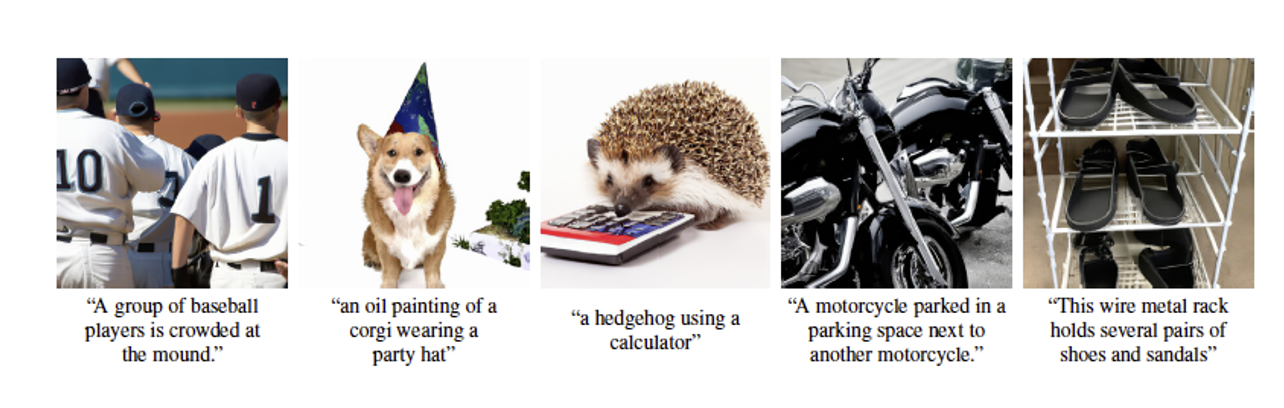 10
1
“A group of baseball
players is crowded at
the mound.”
“an oil painting of a
corgi wearing a
party hat”
“a hedgehog using a
calculator”
“A motorcycle parked in a
parking space next to
another motorcycle.”
“This wire metal rack
holds several pairs of
shoes and sandals”